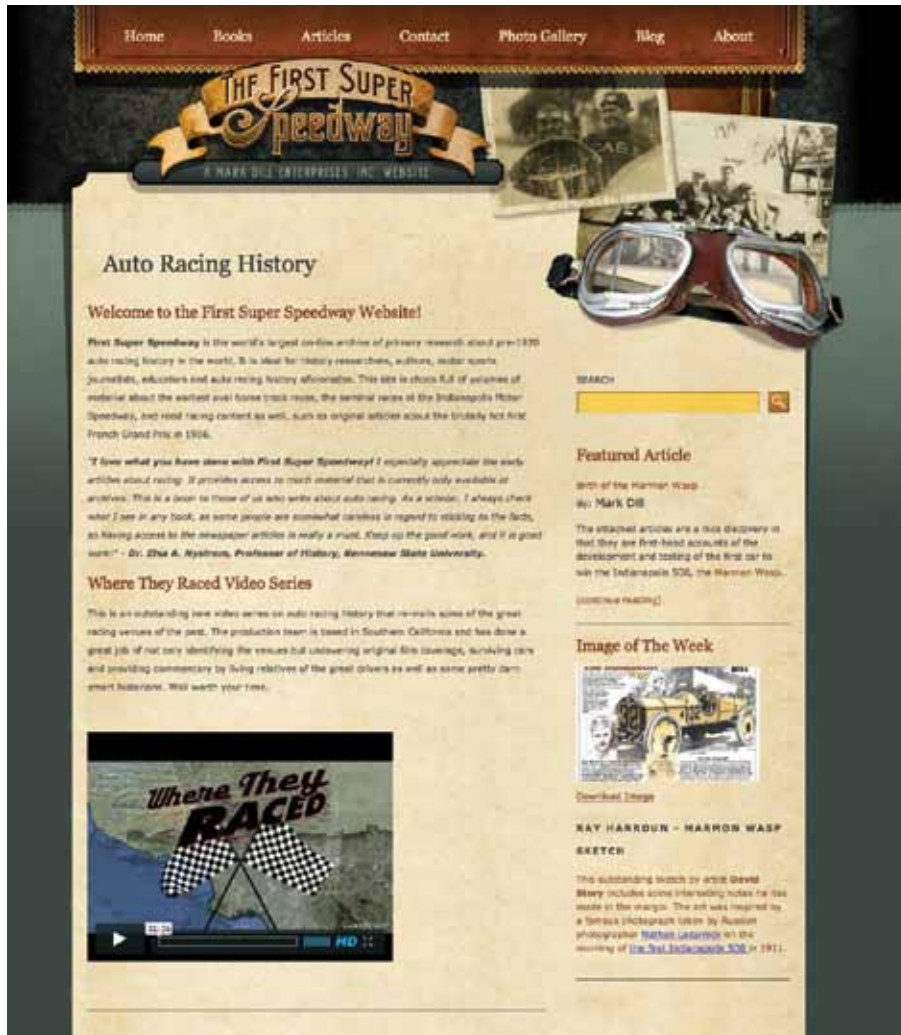 Home Books Articles Contact Photo Gallery Blog About
THE FIRST SUPER
Speedway
A MARK DILL ENTERPRISES, INC. WEBSITE
1919
Auto Racing History
Welcome to the First Super Speedway Website!
First Super Speedway is the world's largest on-line archive of primary research about pre-1920
auto racing history in the world. It is ideal for history researchers, authors, motor sports
journalists, educators and auto racing history aficionados. This site is chock full of volumes of
material about the earliest oval horse track races, the seminal races at the Indianapolis Motor
Speedway, and road racing content as well, such as original articles about the brutally hot first
French Grand Prix in 1906.
"I love what you have done with First Super Speedway! I especially appreciate the early
articles about racing. It provides access to much material that is currently only available at
archives. This is a boon to those of us who write about auto racing. As a scholar, I always check
what I see in any book, as some people are somewhat careless in regard to sticking to the facts,
so having access to the newspaper articles is really a must. Keep up the good work, and it is good
work!" - Dr. Elsa A. Nystrom, Professor of History, Kennesaw State University.
Where They Raced Video Series
This is an outstanding new video series on auto racing history that re-visits some of the great
racing venues of the past. The production team is based in Southern California and has done a
great job of not only identifying the venues but uncovering original film coverage, surviving cars
and providing commentary by living relatives of the great drivers as well as some pretty darn
smart historians. Well worth your time.
Where They
RACED
HD
SEARCH
Featured Article
Birth of the Marmon Wasp
By: Mark Dill
The attached articles are a nice discovery in
that they are first-hand accounts of the
development and testing of the first car to
win the Indianapolis 500, the Marmon Wasp.
(continue reading)
Image of The Week
Download Image
RAY HARROUN – MARMON WASP
SKETCH
This outstanding sketch by artist David
Story includes some interesting notes he has
made in the margin. The art was inspired by
a famous photograph taken by Russian
photographer Nathan Lazarnick on the
morning of the first Indianapolis 500 in 1911.